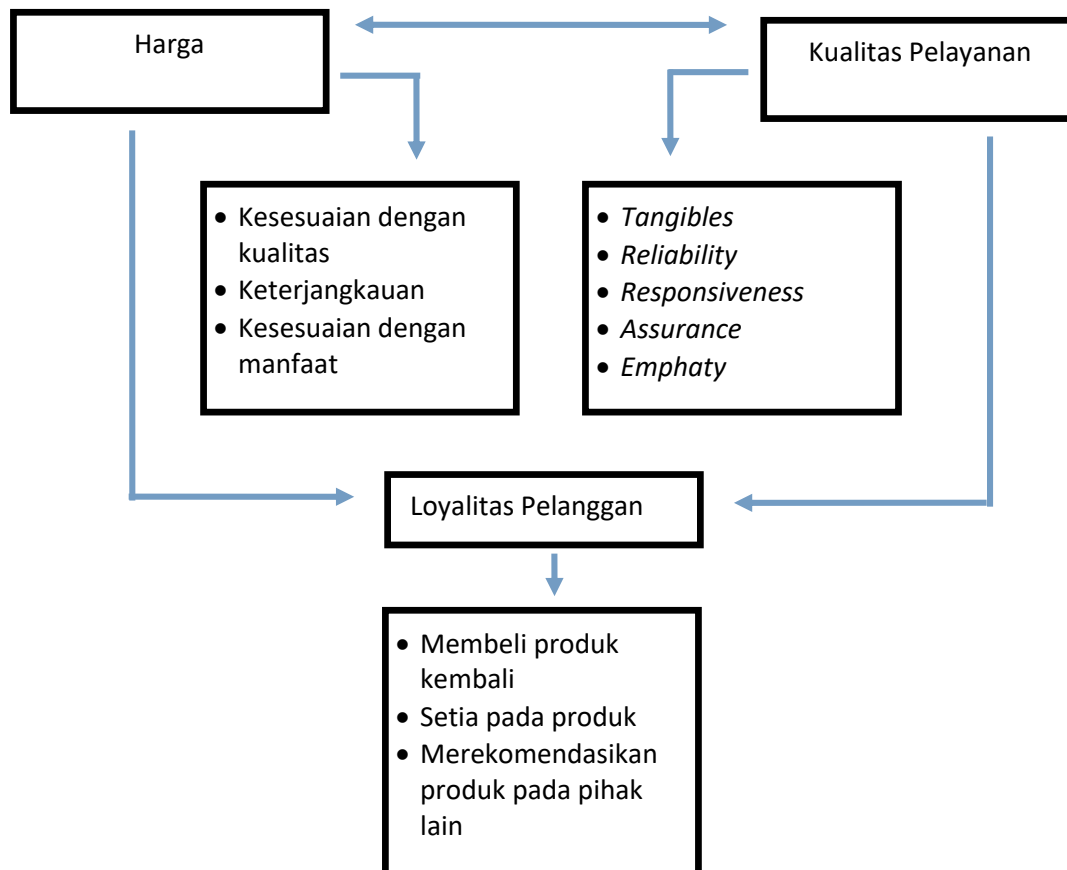 Harga
Kualitas Pelayanan
• Kesesuaian dengan
kualitas
• Keterjangkauan
• Kesesuaian dengan
manfaat
• Tangibles
• Reliability
• Responsiveness
• Assurance
• Emphaty
Loyalitas Pelanggan
• Membeli produk
kembali
• Setia pada produk
• Merekomendasikan
produk pada pihak
lain